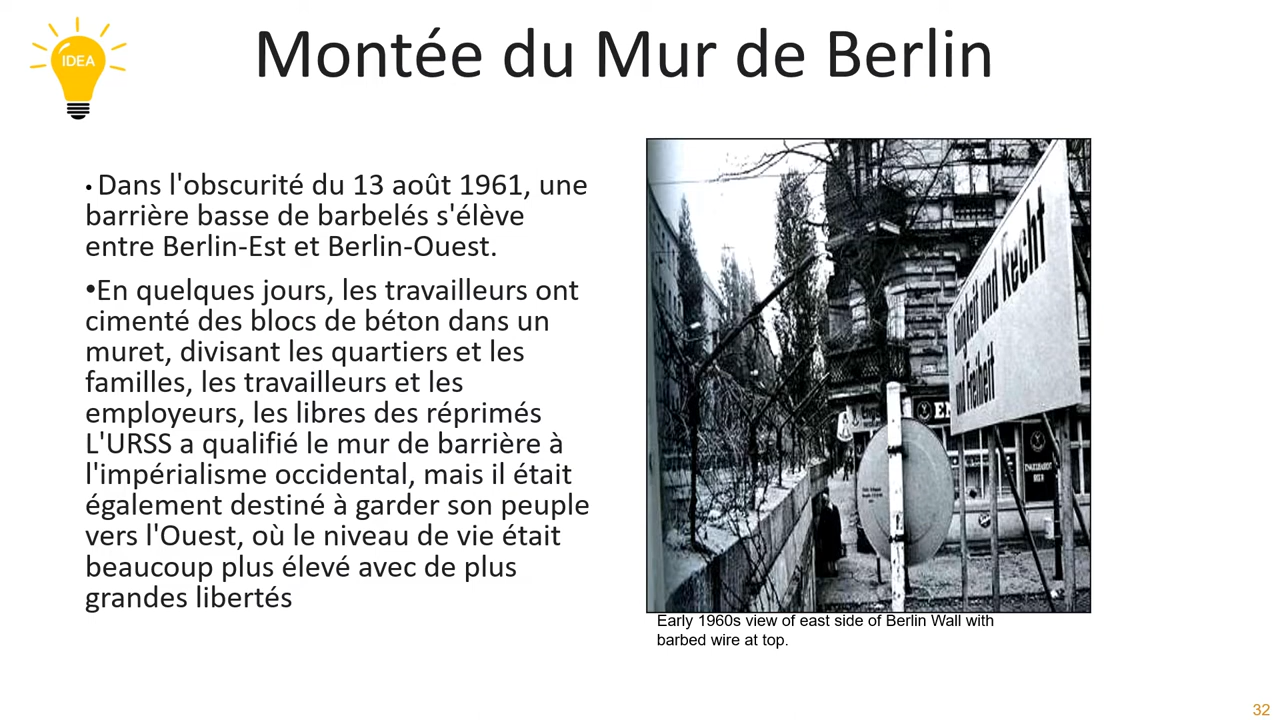 IDEA
Montée du Mur de Berlin
• Dans l'obscurité du 13 août 1961, une
barrière basse de barbelés s'élève
entre Berlin-Est et Berlin-Ouest.
•En quelques jours, les travailleurs ont
cimenté des blocs de béton dans un
muret, divisant les quartiers et les
familles, les travailleurs et les
employeurs, les libres des réprimés
L'URSS a qualifié le mur de barrière à
l'impérialisme occidental, mais il était
également destiné à garder son peuple
vers l'Ouest, où le niveau de vie était
beaucoup plus élevé avec de plus
grandes libertés
Einigkeit und Recht
und Freiheit
Early 1960s view of east side of Berlin Wall with
barbed wire at top.
32